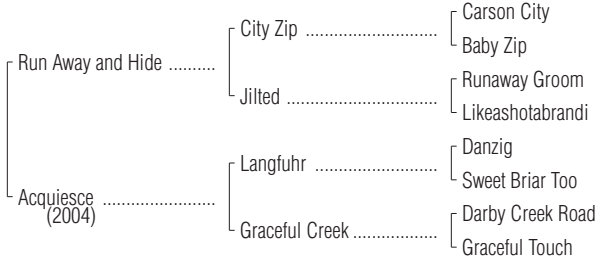 Carson City
City Zip ..............................
Baby Zip
Run Away and Hide ..........
Runaway Groom
Jilted ..................................
Likeashotabrandi
Danzig
Langfuhr ............................
Sweet Briar Too
Acquiesce .........................
(2004)
Darby Creek Road
Graceful Creek ...................
Graceful Touch